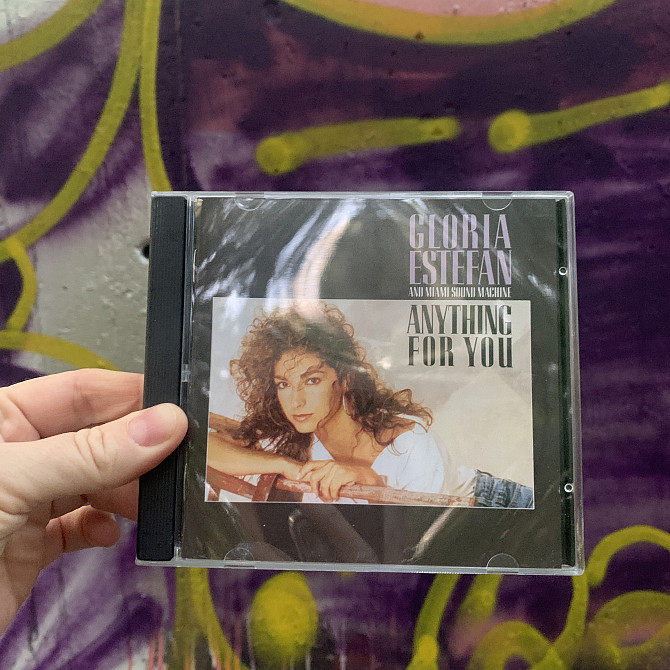 GLORIA
ESTEFAN
AND MIAMI SOUND MACHINE
ANYTHING
FOR YOU